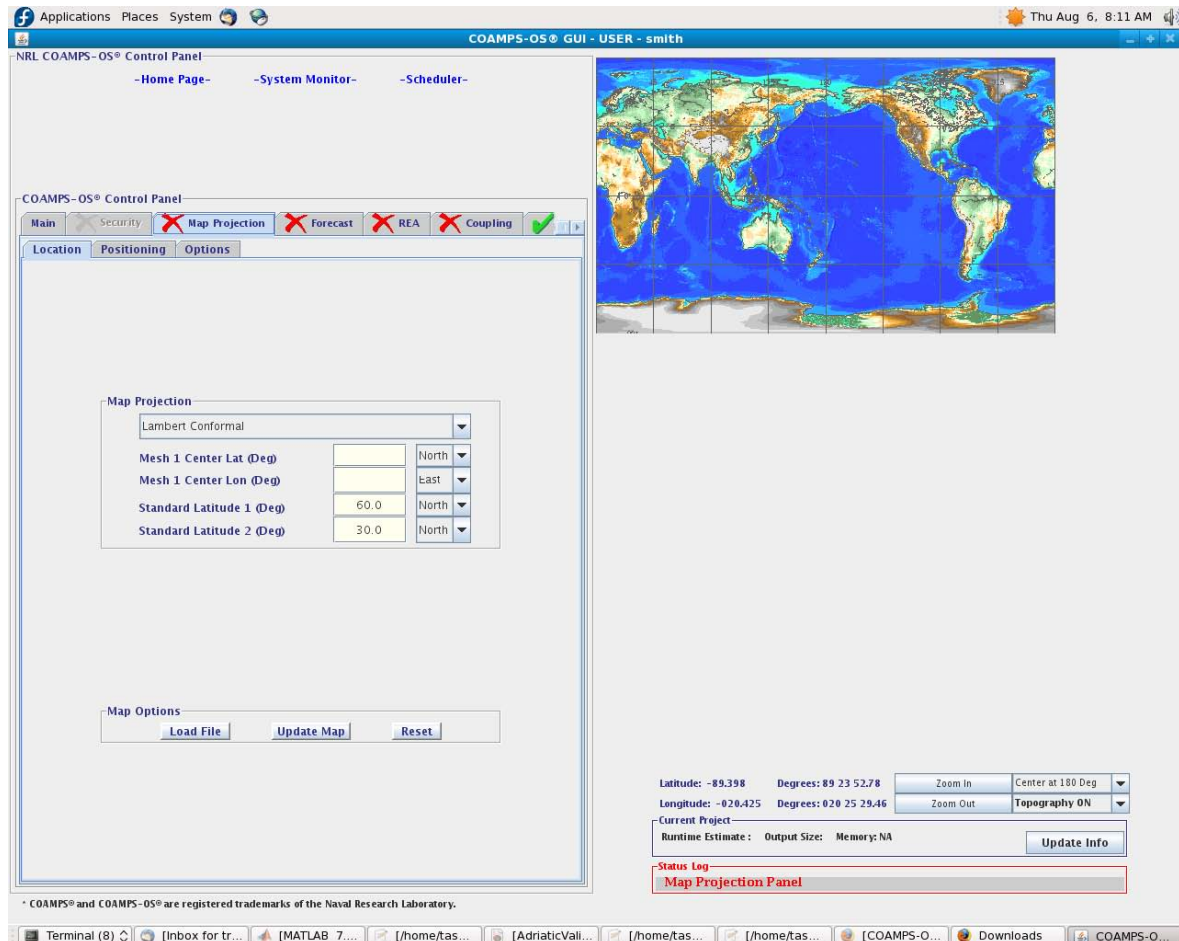 Applications Places System Thu Aug 6, 8:11 AM
COAMPS-OS® GUI - USER - smith
NRL COAMPS-OS® Control Panel
-Home Page- -System Monitor- -Scheduler-
COAMPS-OS® Control Panel
Main Security Map Projection Forecast REA Coupling
Location Positioning Options
Map Projection
Lambert Conformal
Mesh 1 Center Lat (Deg) North
Mesh 1 Center Lon (Deg) East
Standard Latitude 1 (Deg) 60.0 North
Standard Latitude 2 (Deg) 30.0 North
Map Options
Load File Update Map Reset
Latitude: -89.398 Degrees: 89 23 52.78 Zoom In Center at 180 Deg
Longitude: -020.425 Degrees: 020 25 29.46 Zoom Out Topography ON
Current Project
Runtime Estimate : Output Size: Memory: NA Update Info
Status Log
Map Projection Panel
* COAMPS® and COAMPS-OS® are registered trademarks of the Naval Research Laboratory.
Terminal (8) [Inbox for tr... [MATLAB 7.... [/home/tas... [AdriaticVali... [/home/tas... [/home/tas... [COAMPS-O... Downloads COAMPS-O...